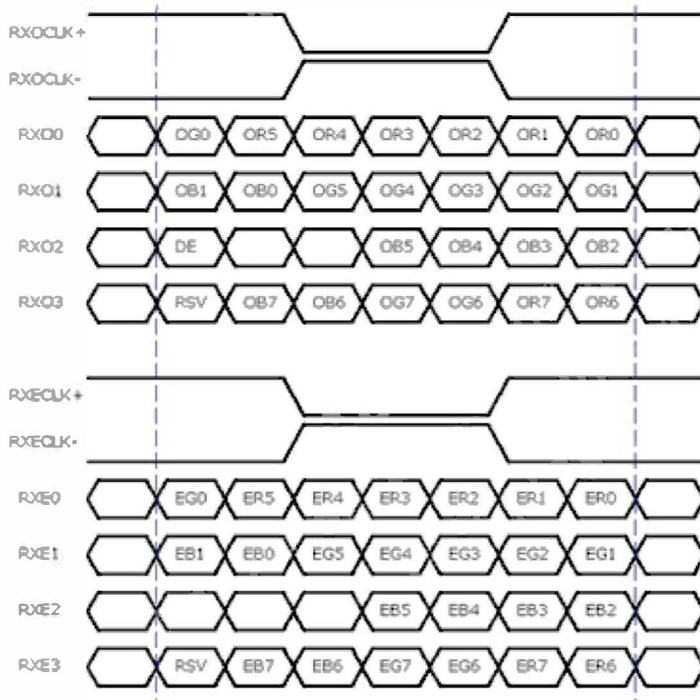 RXOCLK+
RXOCLK-
RXO0 OG0 OR5 OR4 OR3 OR2 OR1 OR0
RXO1 OB1 OB0 OG5 OG4 OG3 OG2 OG1
RXO2 DE OB5 OB4 OB3 OB2
RXO3 RSV OB7 OB6 OG7 OG6 OR7 OR6
RXECLK+
RXECLK-
RXE0 EG0 ER5 ER4 ER3 ER2 ER1 ER0
RXE1 EB1 EB0 EG5 EG4 EG3 EG2 EG1
RXE2 EB5 EB4 EB3 EB2
RXE3 RSV EB7 EB6 EG7 EG6 ER7 ER6